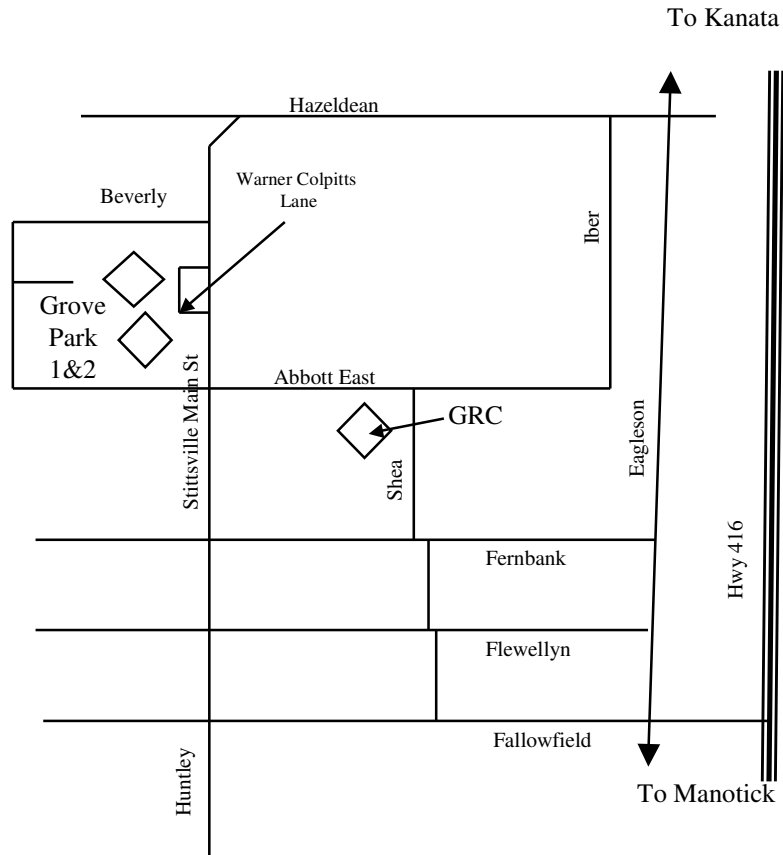 To Kanata
Hazeldean
Warner Colpitts
Lane
Beverly
Iber
Grove
Park
1&2
Stittsville Main St
Abbott East
GRC
Shea
Eagleson
Hwy 416
Fernbank
Flewellyn
Fallowfield
Huntley
To Manotick